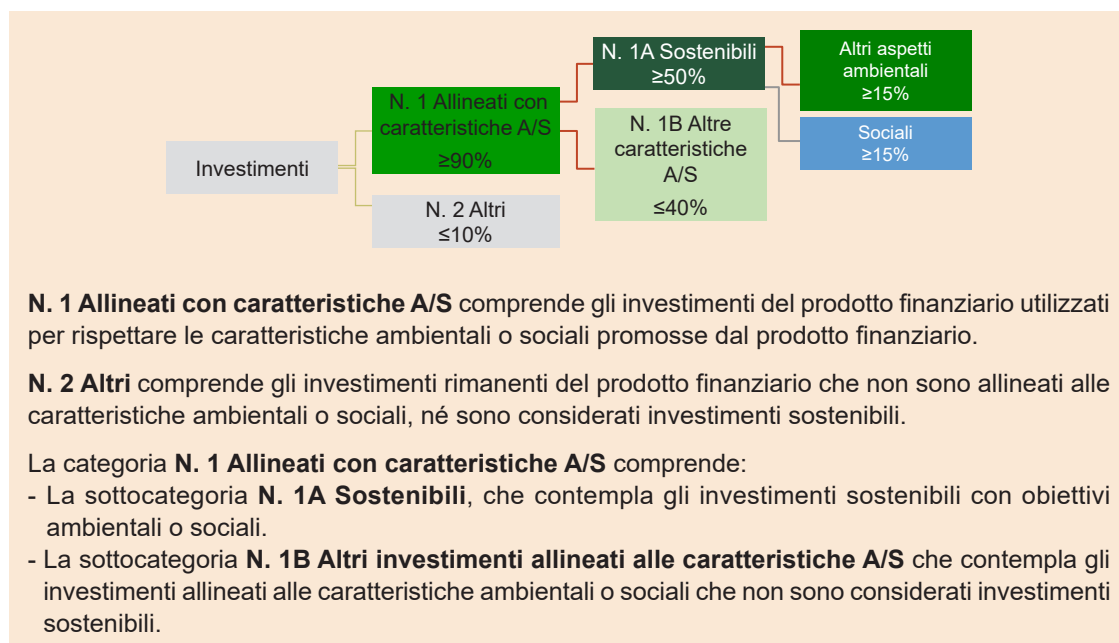 Investimenti
N. 1 Allineati con
caratteristiche A/S
≥90%
N. 2 Altri
≤10%
N. 1A Sostenibili
≥50%
N. 1B Altre
caratteristiche
A/S
≤40%
Altri aspetti
ambientali
≥15%
Sociali
≥15%
N. 1 Allineati con caratteristiche A/S comprende gli investimenti del prodotto finanziario utilizzati
per rispettare le caratteristiche ambientali o sociali promosse dal prodotto finanziario.
N. 2 Altri comprende gli investimenti rimanenti del prodotto finanziario che non sono allineati alle
caratteristiche ambientali o sociali, né sono considerati investimenti sostenibili.
La categoria N. 1 Allineati con caratteristiche A/S comprende:
- La sottocategoria N. 1A Sostenibili, che contempla gli investimenti sostenibili con obiettivi
ambientali o sociali.
- La sottocategoria N. 1B Altri investimenti allineati alle caratteristiche A/S che contempla gli
investimenti allineati alle caratteristiche ambientali o sociali che non sono considerati investimenti
sostenibili.